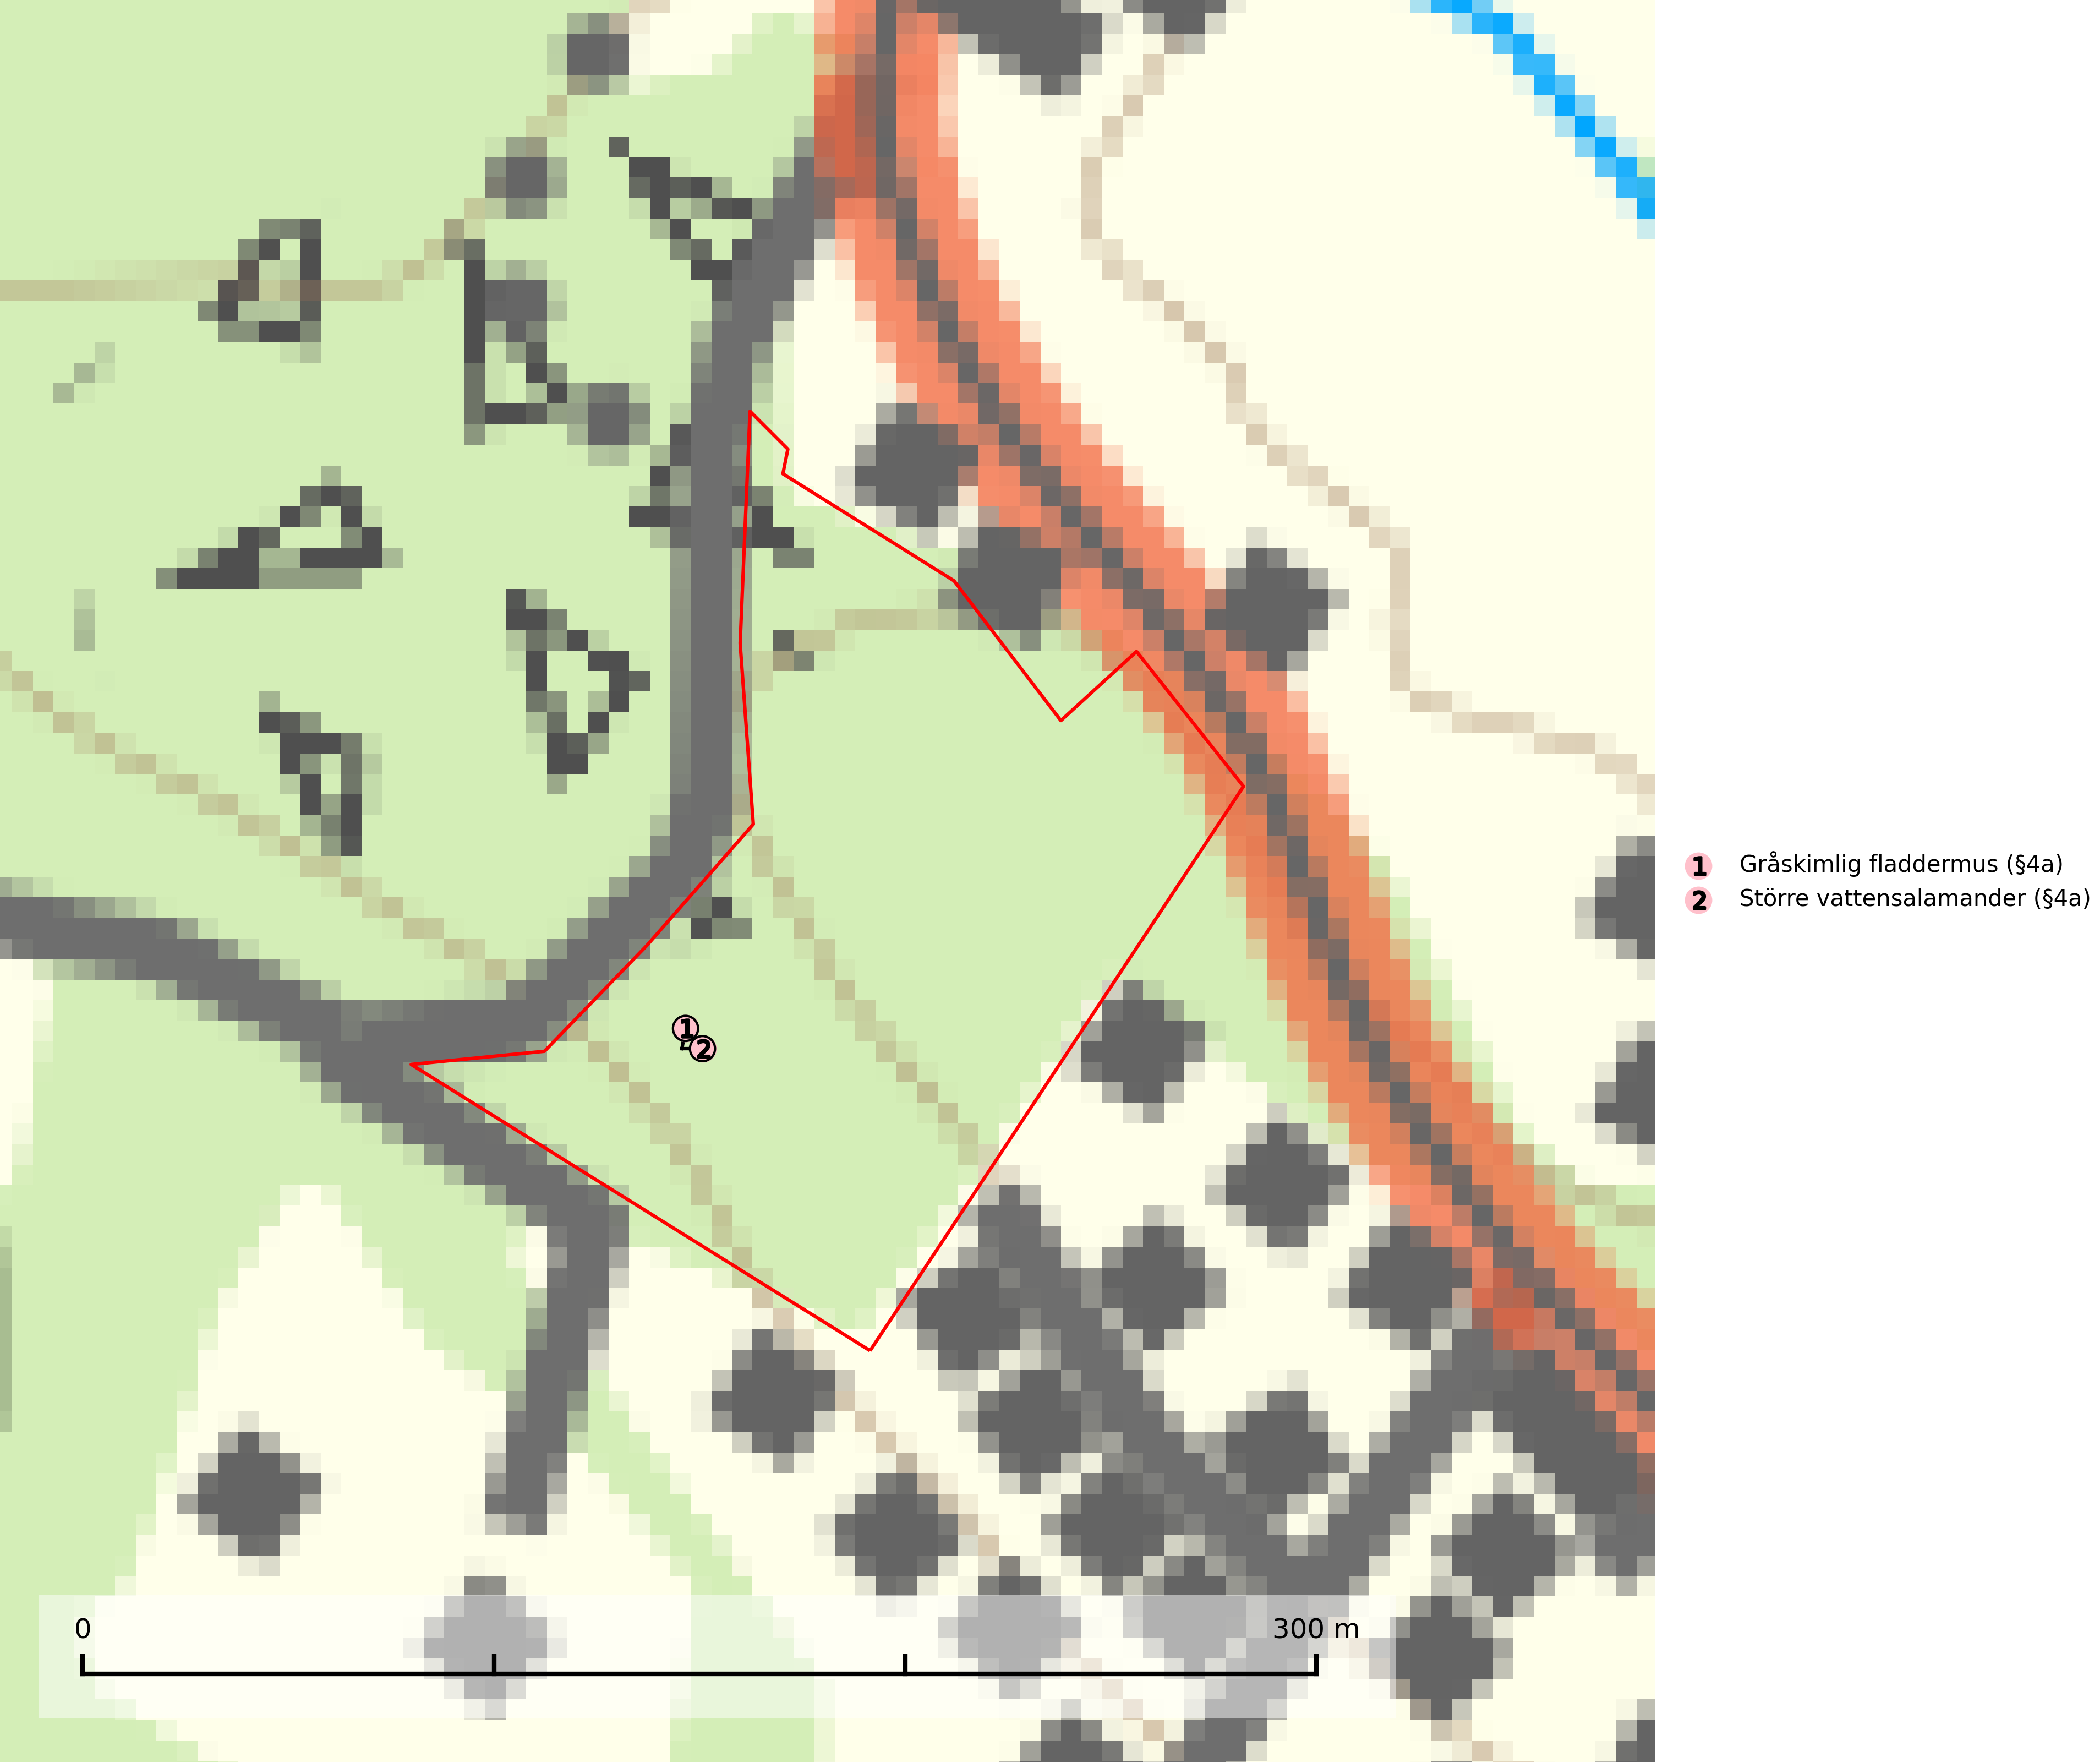 1
2
1 Gråskimlig fladdermus (§4a)
2 Större vattensalamander (§4a)
0 300 m